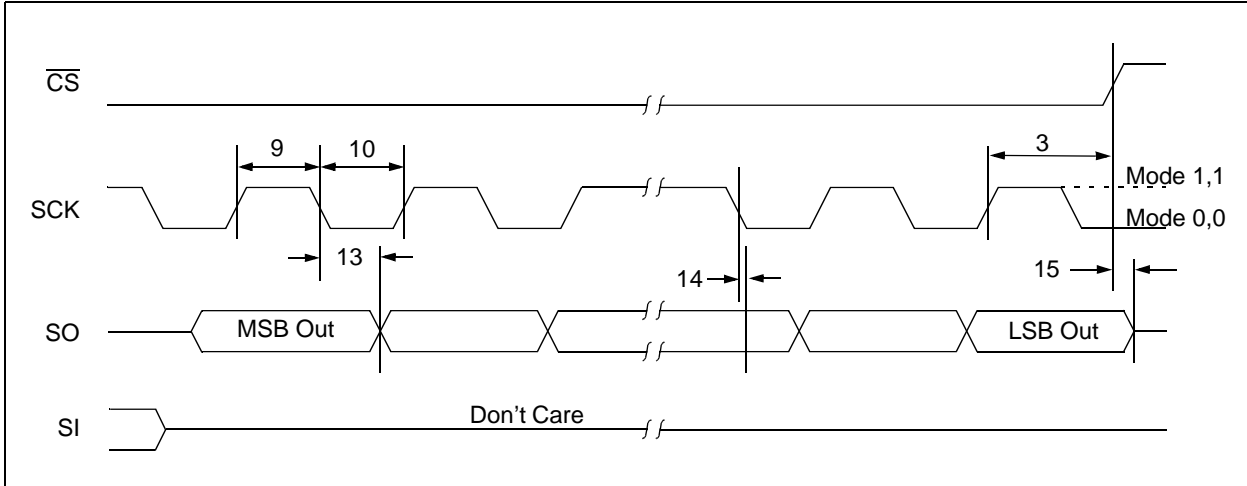 CS
9
10
3
SCK
Mode 1,1
Mode 0,0
13
14
15
SO
MSB Out
LSB Out
SI
Don't Care